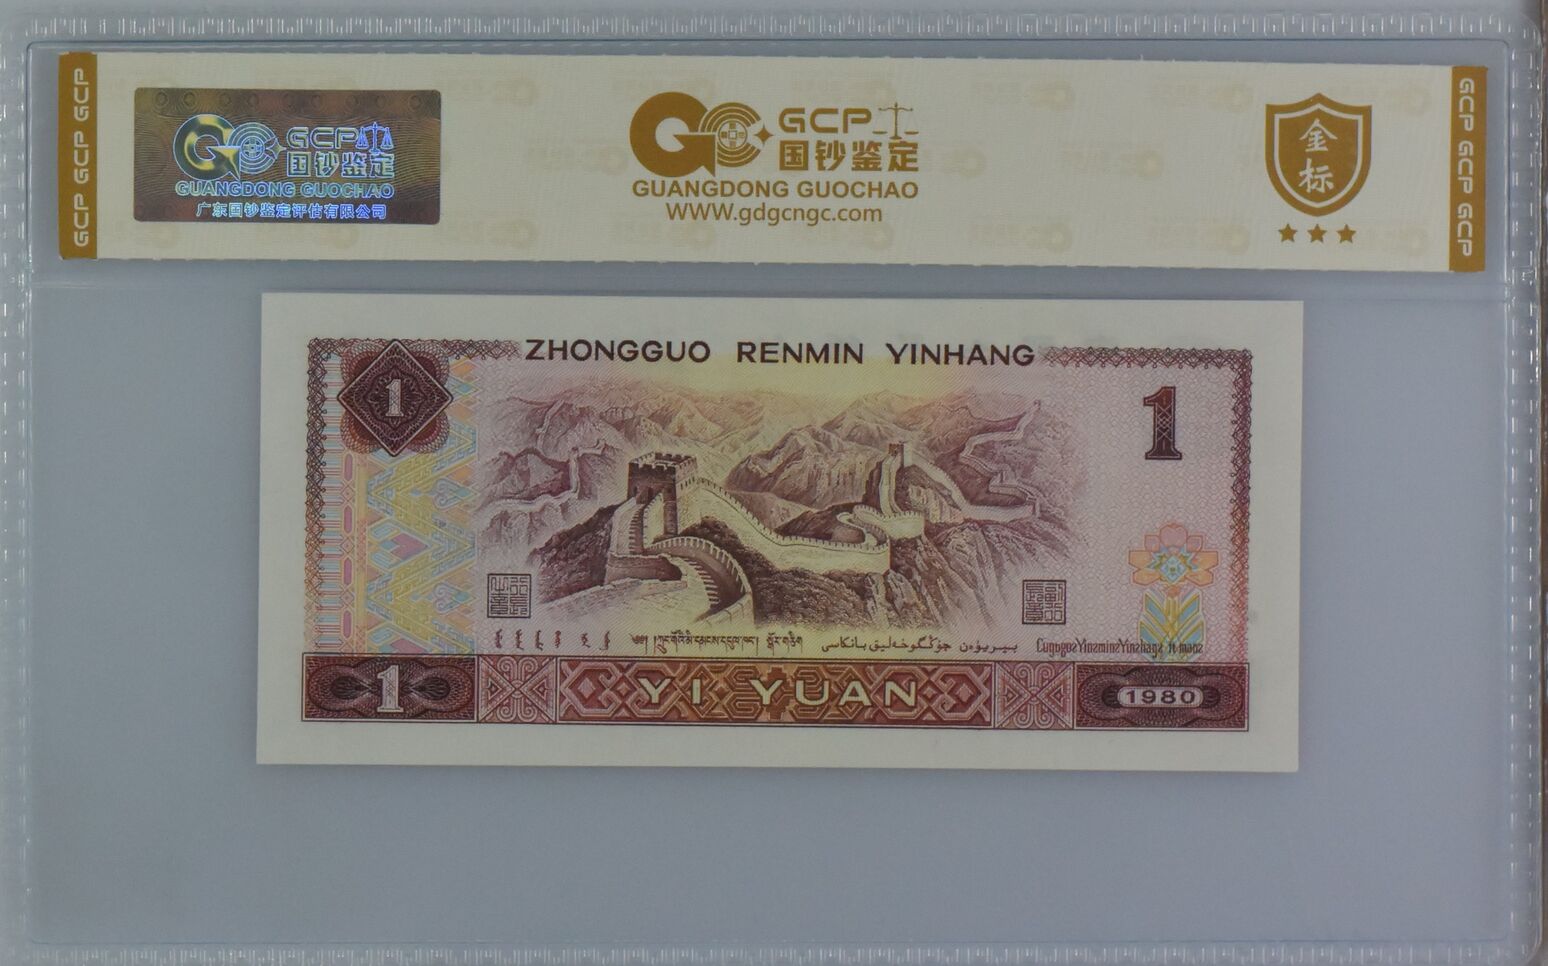 GCP GCP GCP
GCP
国钞鉴定
GUANGDONG GUOCHAO
广东国钞鉴定评估有限公司
GCP
国钞鉴定
GUANGDONG GUOCHAO
WWW.gdgcngc.com
金标
GCP GCP GCP
ZHONGGUO RENMIN YINHANG
1
1
1
YI YUAN
1980